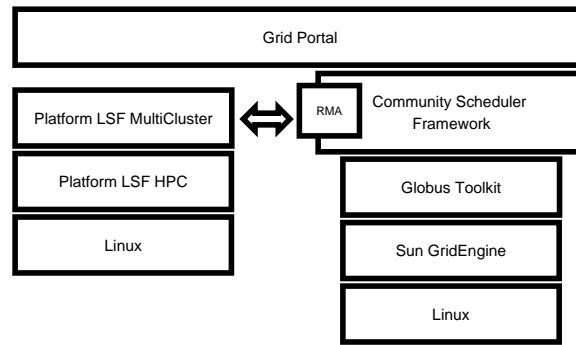 Grid Portal
Platform LSF MultiCluster
RMA
Community Scheduler
Framework
Platform LSF HPC
Globus Toolkit
Linux
Sun GridEngine
Linux